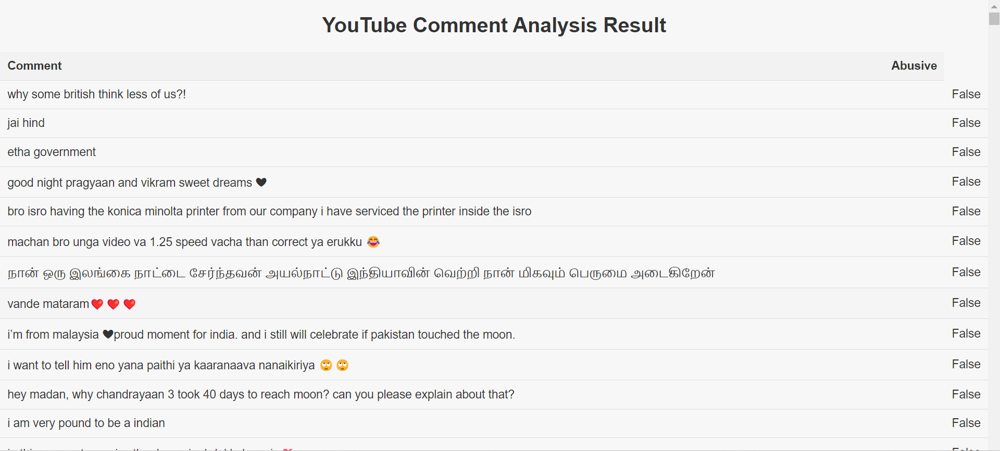 YouTube Comment Analysis Result
Comment Abusive
why some british think less of us?! False
jai hind False
etha government False
good night pragyaan and vikram sweet dreams 🖤 False
bro isro having the konica minolta printer from our company i have serviced the printer inside the isro False
machan bro unga video va 1.25 speed vacha than correct ya erukku 😂 False
நான் ஒரு இலங்கை நாட்டை சேர்ந்தவன் அயல்நாட்டு இந்தியாவின் வெற்றி நான் மிகவும் பெருமை அடைகிறேன் False
vande mataram❤️ ❤️ ❤️ False
i’m from malaysia 🖤proud moment for india. and i still will celebrate if pakistan touched the moon. False
i want to tell him eno yana paithi ya kaaranaava nanaikiriya 🙄 🙄 False
hey madan, why chandrayaan 3 took 40 days to reach moon? can you please explain about that? False
i am very pound to be a indian False